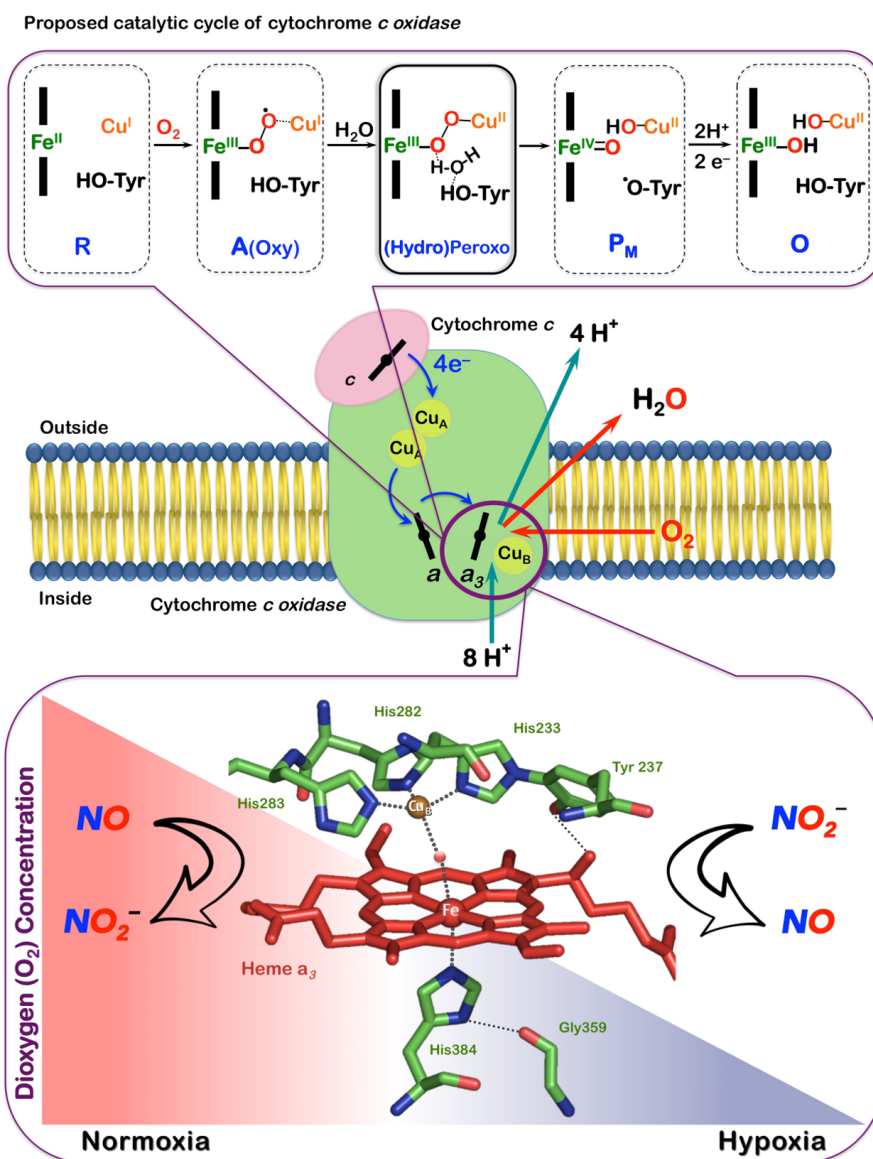 Proposed catalytic cycle of cytochrome c oxidase
Fe^II Cu^I HO-Tyr
R
O₂
Fe^III–O O Cu^I HO-Tyr
A(Oxy)
H₂O
Fe^III–O O–Cu^II H-O-H HO-Tyr
(Hydro)Peroxo
Fe^IV=O HO–Cu^II •O-Tyr
P_M
2H⁺
2 e⁻
Fe^III–OH HO–Cu^II HO-Tyr
O
Cytochrome c
c
4e⁻
4 H⁺
H₂O
Cu_A
Cu_A
Outside
O₂
Cu_B
a
a₃
Inside
Cytochrome c oxidase
8 H⁺
His282
His233
Tyr 237
His283
Cu_B
NO
NO₂⁻
NO₂⁻
NO
Fe
Heme a₃
Gly359
His384
Dioxygen (O₂) Concentration
Normoxia
Hypoxia